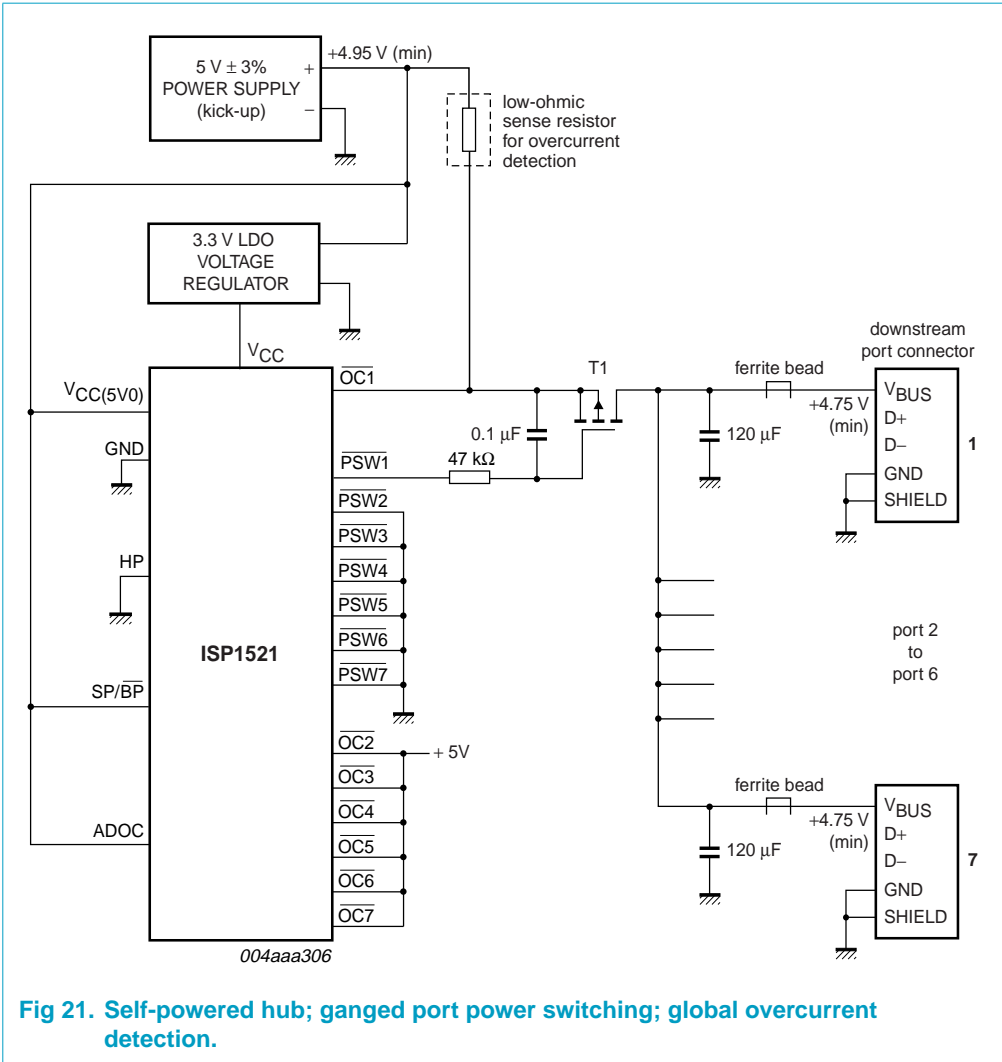 +4.95 V (min)
5 V ± 3%
POWER SUPPLY
(kick-up)
+
−
low-ohmic
sense resistor
for overcurrent
detection
3.3 V LDO
VOLTAGE
REGULATOR
VCC
downstream
port connector
VCC(5V0)
GND
HP
SP/BP
ADOC
ISP1521
OC1
PSW1
PSW2
PSW3
PSW4
PSW5
PSW6
PSW7
OC2
OC3
OC4
OC5
OC6
OC7
+ 5V
0.1 μF
47 kΩ
T1
ferrite bead
+4.75 V
(min)
120 μF
VBUS
D+
D−
GND
SHIELD
1
port 2
to
port 6
ferrite bead
+4.75 V
(min)
120 μF
VBUS
D+
D−
GND
SHIELD
7
004aaa306
Fig 21. Self-powered hub; ganged port power switching; global overcurrent
detection.